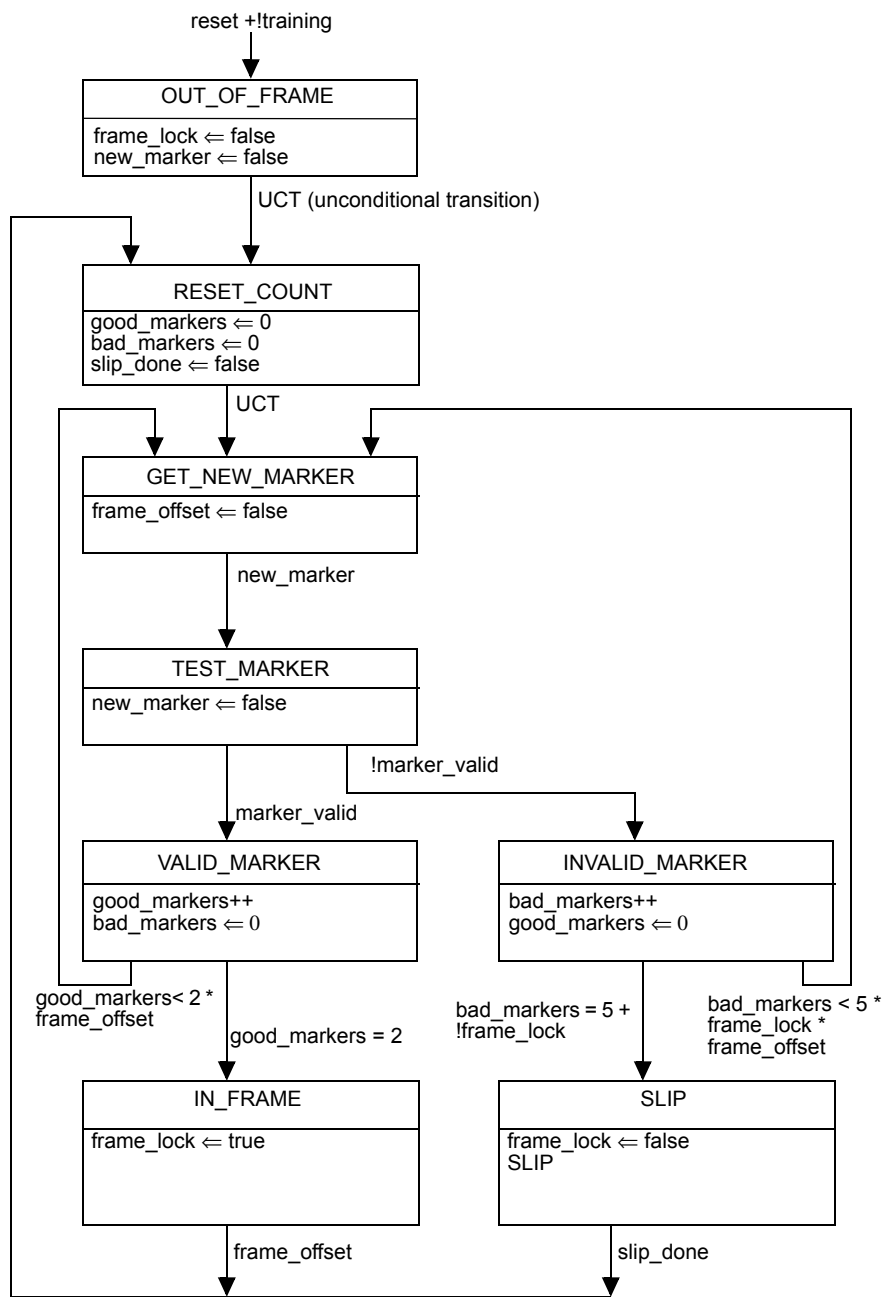 reset +!training
OUT_OF_FRAME
frame_lock ⇐ false
new_marker ⇐ false
UCT (unconditional transition)
RESET_COUNT
good_markers ⇐ 0
bad_markers ⇐ 0
slip_done ⇐ false
UCT
GET_NEW_MARKER
frame_offset ⇐ false
new_marker
TEST_MARKER
new_marker ⇐ false
!marker_valid
marker_valid
VALID_MARKER
good_markers++
bad_markers ⇐ 0
INVALID_MARKER
bad_markers++
good_markers ⇐ 0
good_markers< 2 *
frame_offset
good_markers = 2
bad_markers = 5 +
!frame_lock
bad_markers < 5 *
frame_lock *
frame_offset
IN_FRAME
frame_lock ⇐ true
SLIP
frame_lock ⇐ false
SLIP
frame_offset
slip_done